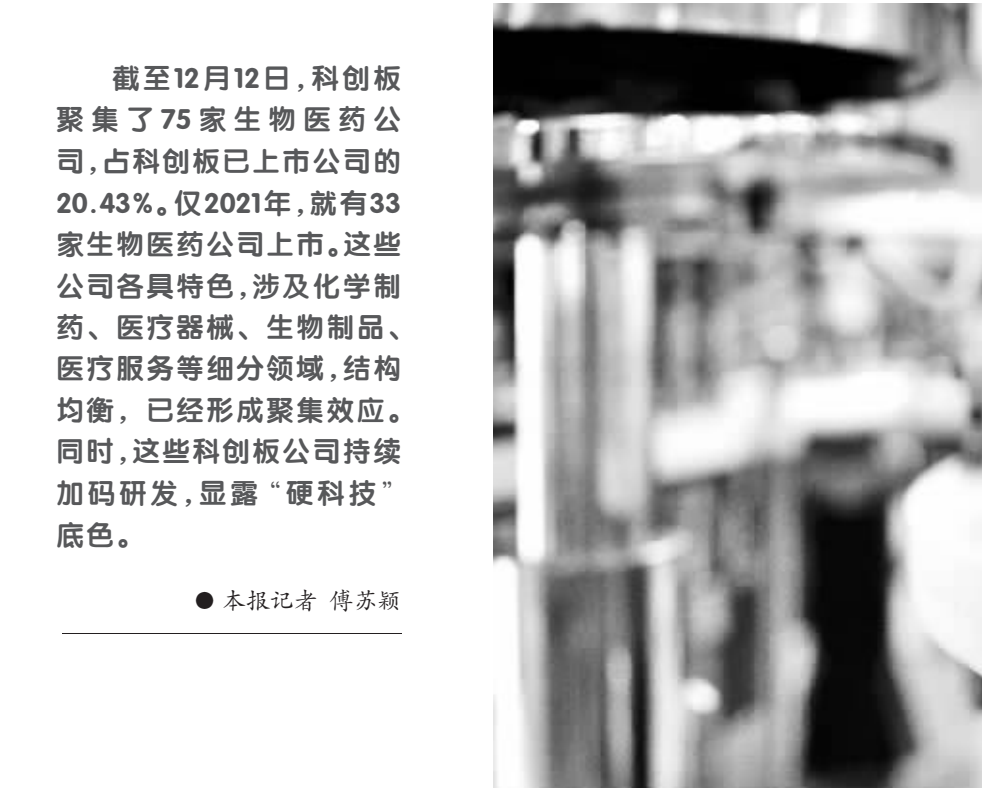 截至12月12日,科创板
聚集了75家生物医药公
司,占科创板已上市公司的
20.43%。仅2021年,就有33
家生物医药公司上市。这些
公司各具特色,涉及化学制
药、医疗器械、生物制品、
医疗服务等细分领域,结构
均衡,已经形成聚集效应。
同时,这些科创板公司持续
加码研发,显露“硬科技”
底色。
● 本报记者 傅苏颖